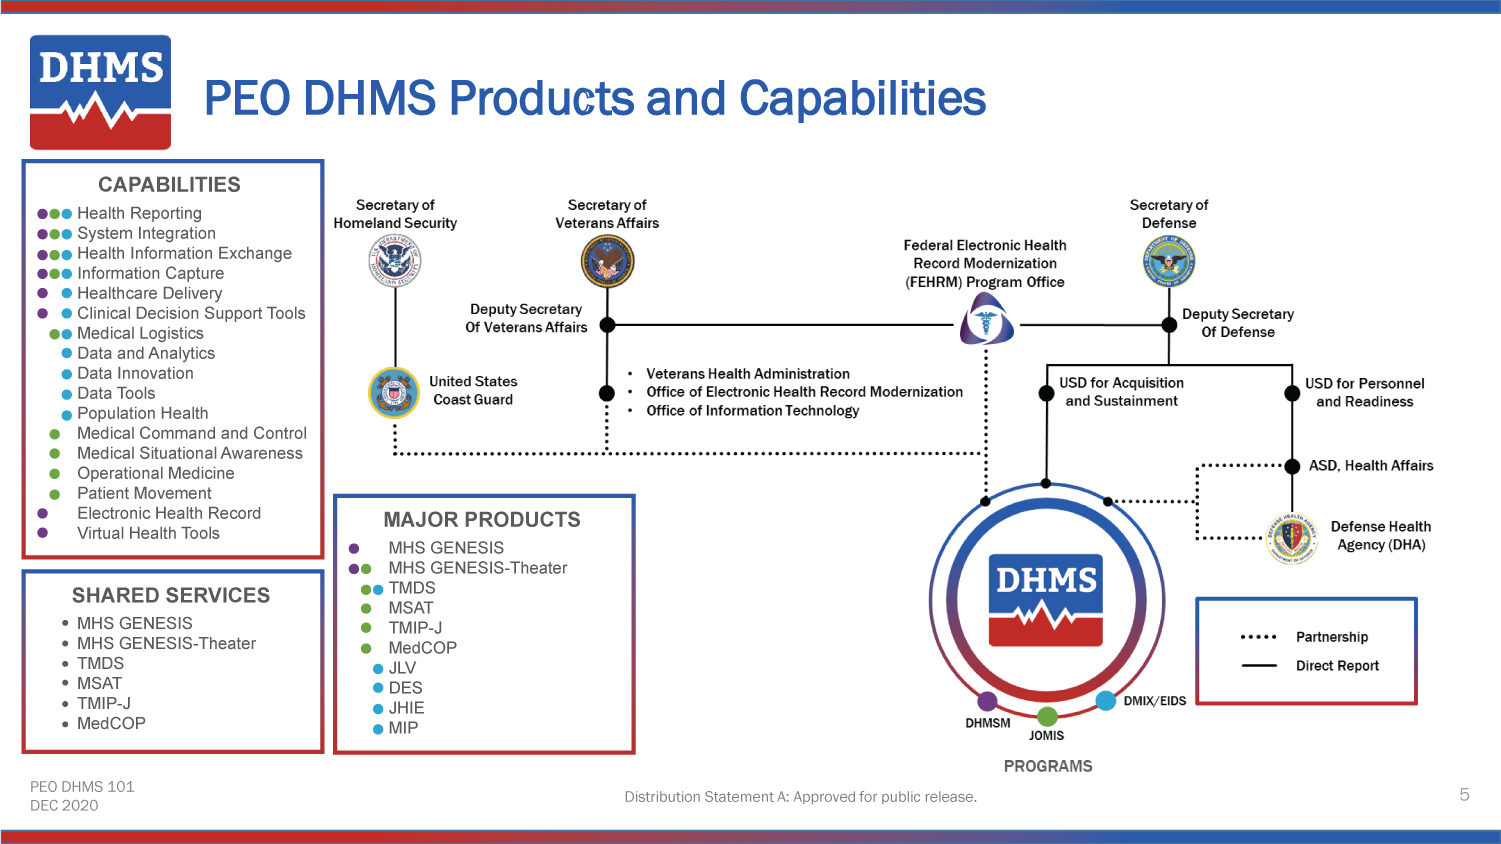 DHMS
PEO DHMS Products and Capabilities
CAPABILITIES
Health Reporting
System Integration
Health Information Exchange
Information Capture
Healthcare Delivery
Clinical Decision Support Tools
Medical Logistics
Data and Analytics
Data Innovation
Data Tools
Population Health
Medical Command and Control
Medical Situational Awareness
Operational Medicine
Patient Movement
Electronic Health Record
Virtual Health Tools
SHARED SERVICES
• MHS GENESIS
• MHS GENESIS-Theater
• TMDS
• MSAT
• TMIP-J
• MedCOP
MAJOR PRODUCTS
MHS GENESIS
MHS GENESIS-Theater
TMDS
MSAT
TMIP-J
MedCOP
JLV
DES
JHIE
MIP
Secretary of
Homeland Security
United States
Coast Guard
Secretary of
Veterans Affairs
Deputy Secretary
Of Veterans Affairs
• Veterans Health Administration
• Office of Electronic Health Record Modernization
• Office of Information Technology
Federal Electronic Health
Record Modernization
(FEHRM) Program Office
Secretary of
Defense
Deputy Secretary
Of Defense
USD for Acquisition
and Sustainment
USD for Personnel
and Readiness
ASD, Health Affairs
Defense Health
Agency (DHA)
DHMS
DHMSM
JOMIS
DMIX/EIDS
PROGRAMS
Partnership
Direct Report
PEO DHMS 101
DEC 2020
Distribution Statement A: Approved for public release.
5